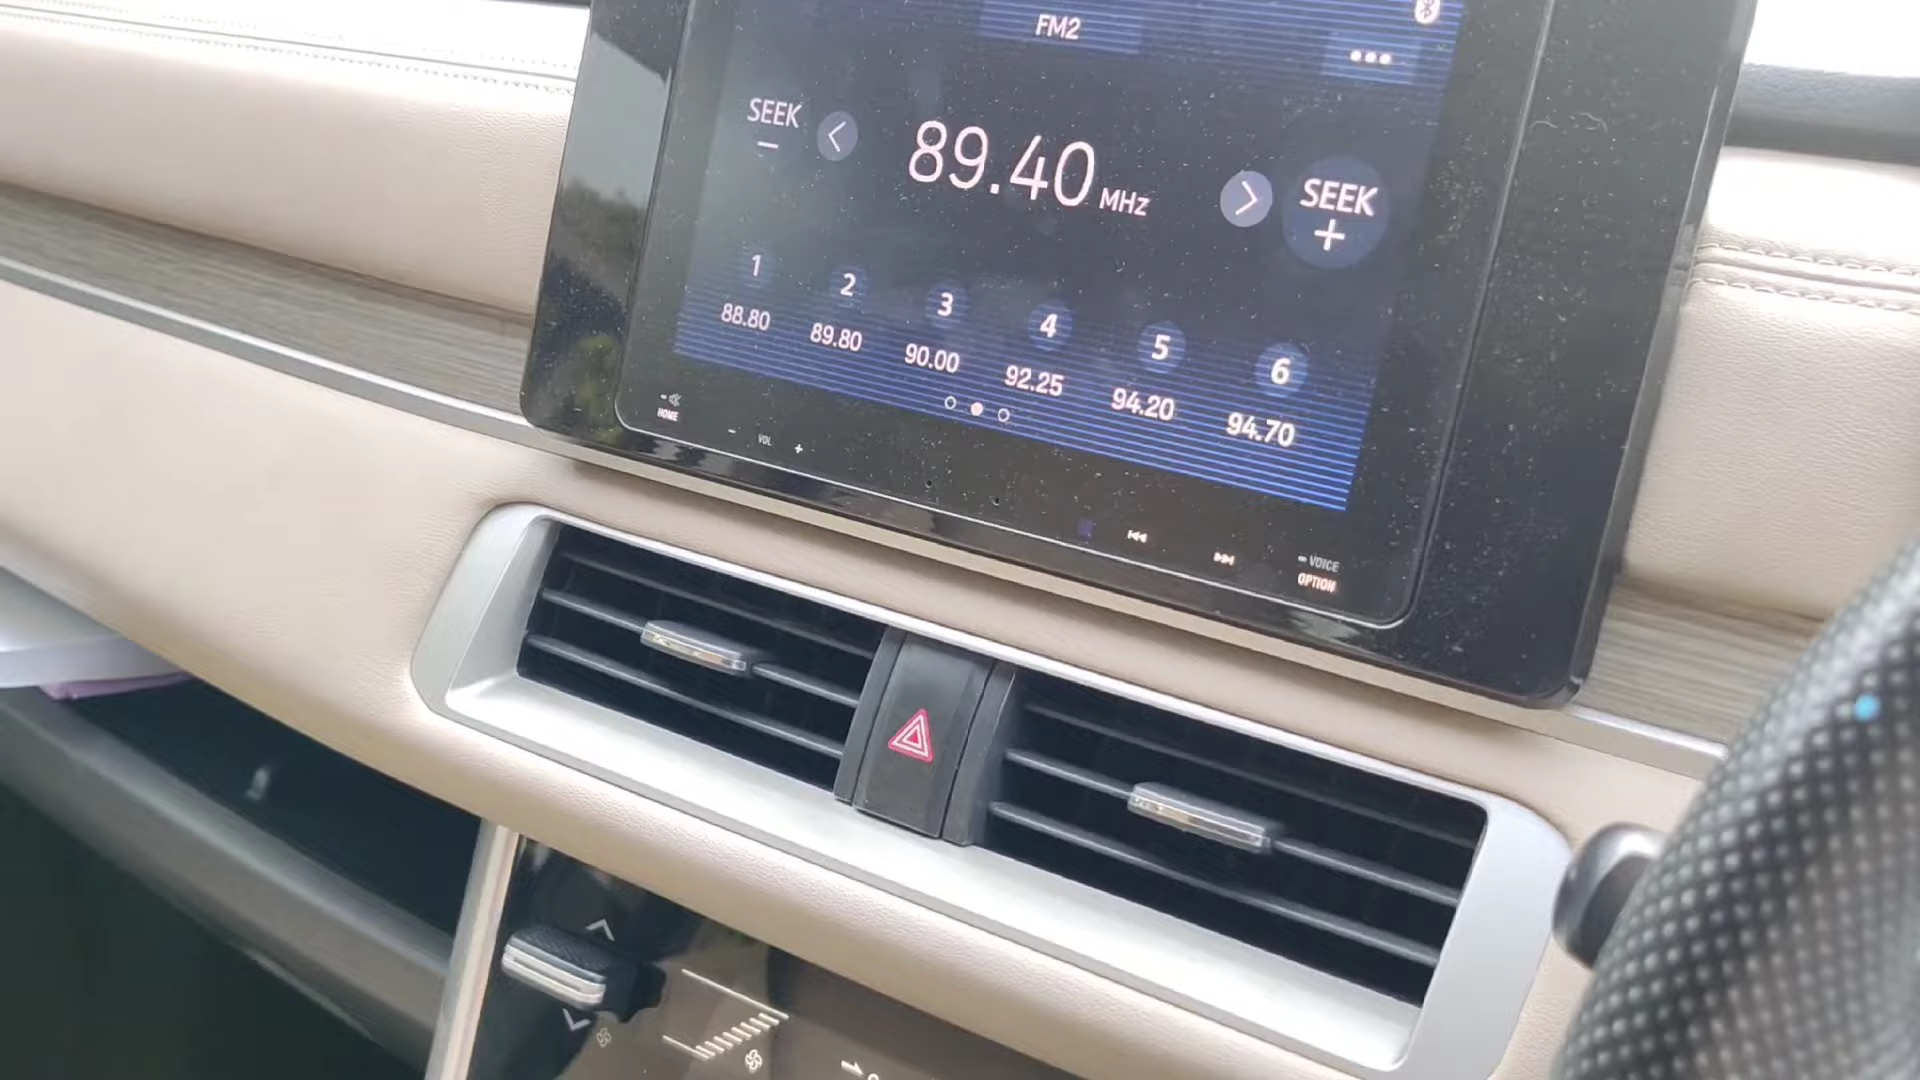 FM2
SEEK
−
89.40 MHz
SEEK
+
1 2 3 4 5 6
88.80 89.80 90.00 92.25 94.20 94.70
HOME
− VOL +
VOICE
OPTION